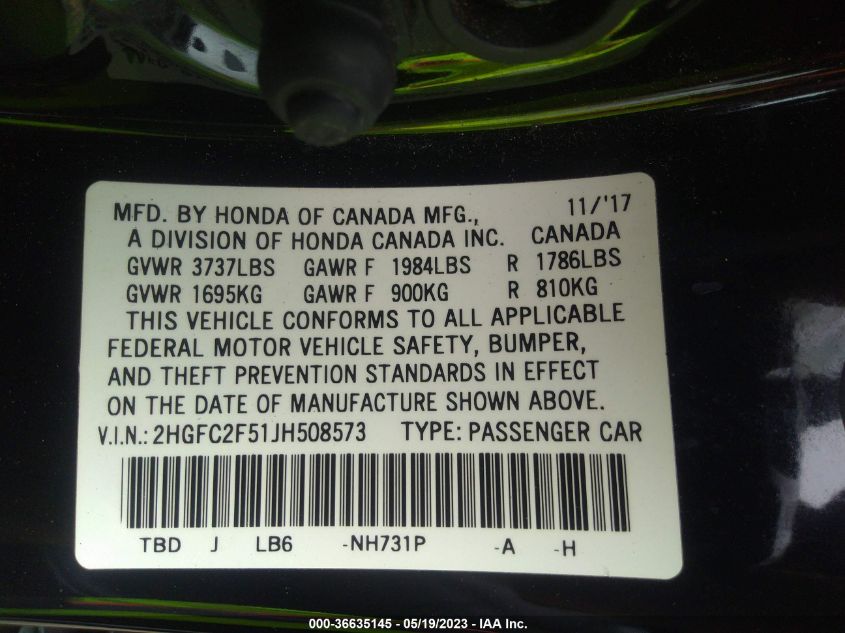 MFD. BY HONDA OF CANADA MFG., 11/'17
A DIVISION OF HONDA CANADA INC. CANADA
GVWR 3737LBS GAWR F 1984LBS R 1786LBS
GVWR 1695KG GAWR F 900KG R 810KG
THIS VEHICLE CONFORMS TO ALL APPLICABLE
FEDERAL MOTOR VEHICLE SAFETY, BUMPER,
AND THEFT PREVENTION STANDARDS IN EFFECT
ON THE DATE OF MANUFACTURE SHOWN ABOVE.
V.I.N.: 2HGFC2F51JH508573 TYPE: PASSENGER CAR
TBD J LB6 -NH731P -A -H
000-36635145 - 05/19/2023 - IAA Inc.